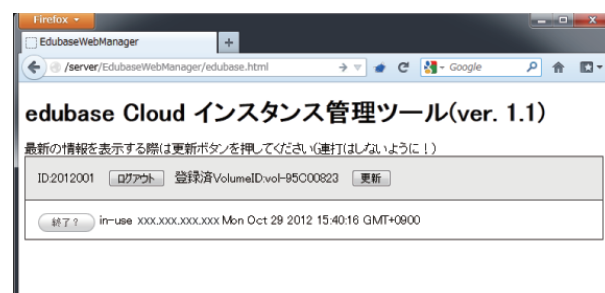 Firefox
EdubaseWebManager
/server/EdubaseWebManager/edubase.html
Google
edubase Cloud インスタンス管理ツール(ver. 1.1)
最新の情報を表示する際は更新ボタンを押してください(連打はしないように！)
ID:2012001 ログアウト 登録済VolumeID:vol-95C00823 更新
終了? in-use xxx.xxx.xxx.xxx Mon Oct 29 2012 15:40:16 GMT+0900